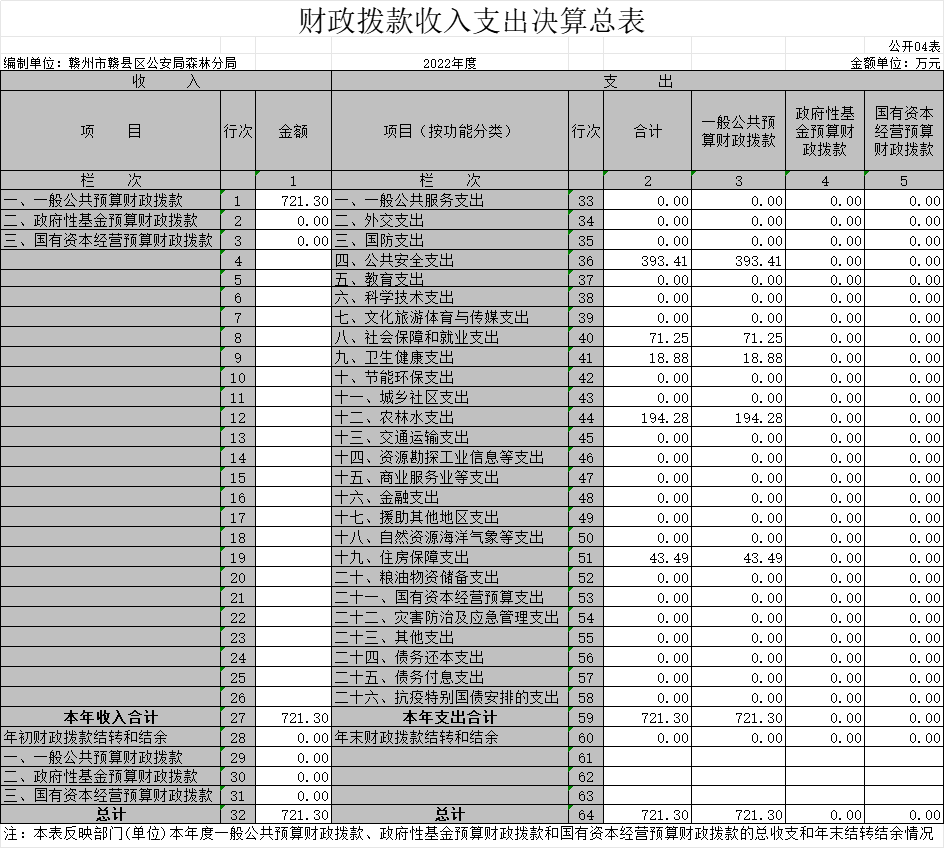 财政拨款收入支出决算总表
公开04表
编制单位：赣州市赣县区公安局森林分局 2022年度 金额单位：万元
收 入 支 出
项 目 行次 金额 项目（按功能分类） 行次 合计 一般公共预算财政拨款 政府性基金预算财政拨款 国有资本经营预算财政拨款
栏 次 1 栏 次 2 3 4 5
一、一般公共预算财政拨款 1 721.30 一、一般公共服务支出 33 0.00 0.00 0.00 0.00
二、政府性基金预算财政拨款 2 0.00 二、外交支出 34 0.00 0.00 0.00 0.00
三、国有资本经营预算财政拨款 3 0.00 三、国防支出 35 0.00 0.00 0.00 0.00
4 四、公共安全支出 36 393.41 393.41 0.00 0.00
5 五、教育支出 37 0.00 0.00 0.00 0.00
6 六、科学技术支出 38 0.00 0.00 0.00 0.00
7 七、文化旅游体育与传媒支出 39 0.00 0.00 0.00 0.00
8 八、社会保障和就业支出 40 71.25 71.25 0.00 0.00
9 九、卫生健康支出 41 18.88 18.88 0.00 0.00
10 十、节能环保支出 42 0.00 0.00 0.00 0.00
11 十一、城乡社区支出 43 0.00 0.00 0.00 0.00
12 十二、农林水支出 44 194.28 194.28 0.00 0.00
13 十三、交通运输支出 45 0.00 0.00 0.00 0.00
14 十四、资源勘探工业信息等支出 46 0.00 0.00 0.00 0.00
15 十五、商业服务业等支出 47 0.00 0.00 0.00 0.00
16 十六、金融支出 48 0.00 0.00 0.00 0.00
17 十七、援助其他地区支出 49 0.00 0.00 0.00 0.00
18 十八、自然资源海洋气象等支出 50 0.00 0.00 0.00 0.00
19 十九、住房保障支出 51 43.49 43.49 0.00 0.00
20 二十、粮油物资储备支出 52 0.00 0.00 0.00 0.00
21 二十一、国有资本经营预算支出 53 0.00 0.00 0.00 0.00
22 二十二、灾害防治及应急管理支出 54 0.00 0.00 0.00 0.00
23 二十三、其他支出 55 0.00 0.00 0.00 0.00
24 二十四、债务还本支出 56 0.00 0.00 0.00 0.00
25 二十五、债务付息支出 57 0.00 0.00 0.00 0.00
26 二十六、抗疫特别国债安排的支出 58 0.00 0.00 0.00 0.00
本年收入合计 27 721.30 本年支出合计 59 721.30 721.30 0.00 0.00
年初财政拨款结转和结余 28 0.00 年末财政拨款结转和结余 60 0.00 0.00 0.00 0.00
一、一般公共预算财政拨款 29 0.00 61
二、政府性基金预算财政拨款 30 0.00 62
三、国有资本经营预算财政拨款 31 0.00 63
总计 32 721.30 总计 64 721.30 721.30 0.00 0.00
注：本表反映部门(单位)本年度一般公共预算财政拨款、政府性基金预算财政拨款和国有资本经营预算财政拨款的总收支和年末结转结余情况